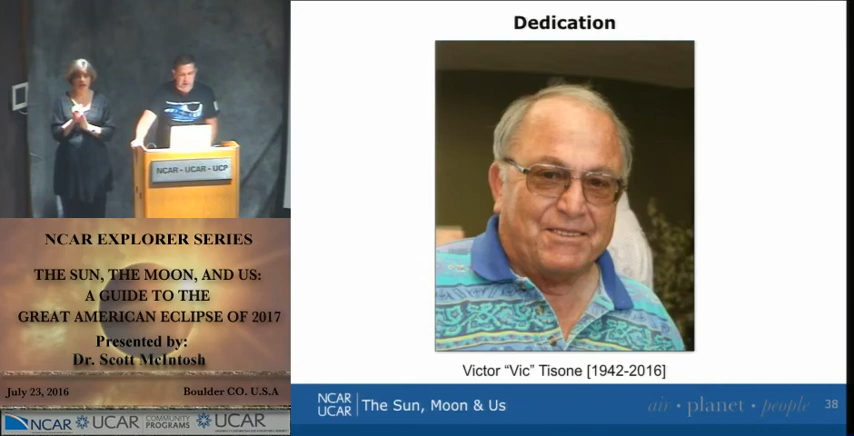 Dedication
NCAR - UCAR - UCP
NCAR EXPLORER SERIES
THE SUN, THE MOON, AND US:
A GUIDE TO THE
GREAT AMERICAN ECLIPSE OF 2017
Presented by:
Dr. Scott McIntosh
July 23, 2016 Boulder CO. U.S.A
NCAR UCAR COMMUNITY PROGRAMS UCAR
Victor “Vic” Tisone [1942-2016]
NCAR
UCAR The Sun, Moon & Us
air • planet • people 38